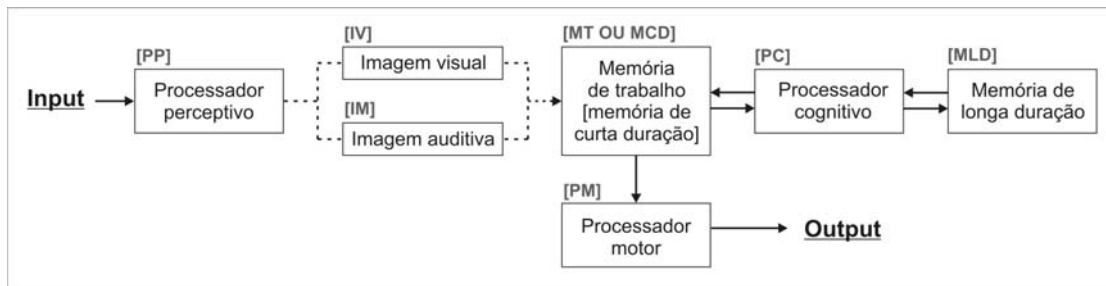 [PP]
[IV]
[MT OU MCD]
[PC]
[MLD]
Input
Processador
perceptivo
Imagem visual
[IM]
Imagem auditiva
Memória
de trabalho
[memória de
curta duração]
Processador
cognitivo
Memória de
longa duração
[PM]
Processador
motor
Output